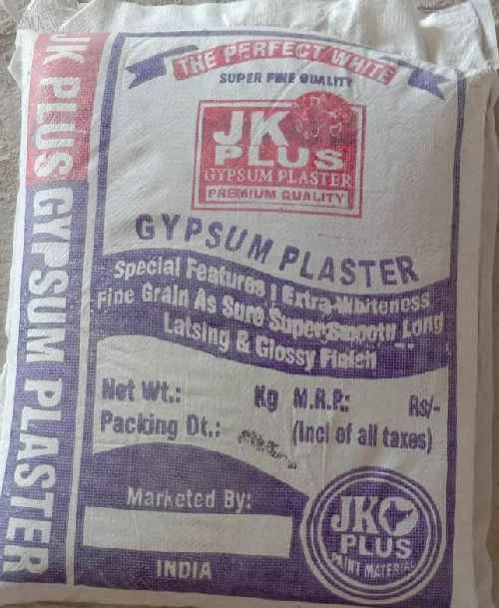 THE PERFECT WHITE
SUPER FINE QUALITY
JK
PLUS
GYPSUM PLASTER
PREMIUM QUALITY
GYPSUM PLASTER
Special Features : Extra-Whiteness
Fine Grain As Sure Super Smooth Long
Latsing & Glossy Finish
Net Wt.: Kg M.R.P.: Rs/-
Packing Dt.: (Incl of all taxes)
Marketed By:
INDIA
JK
PLUS
PAINT MATERIAL
JK PLUS GYPSUM PLASTER